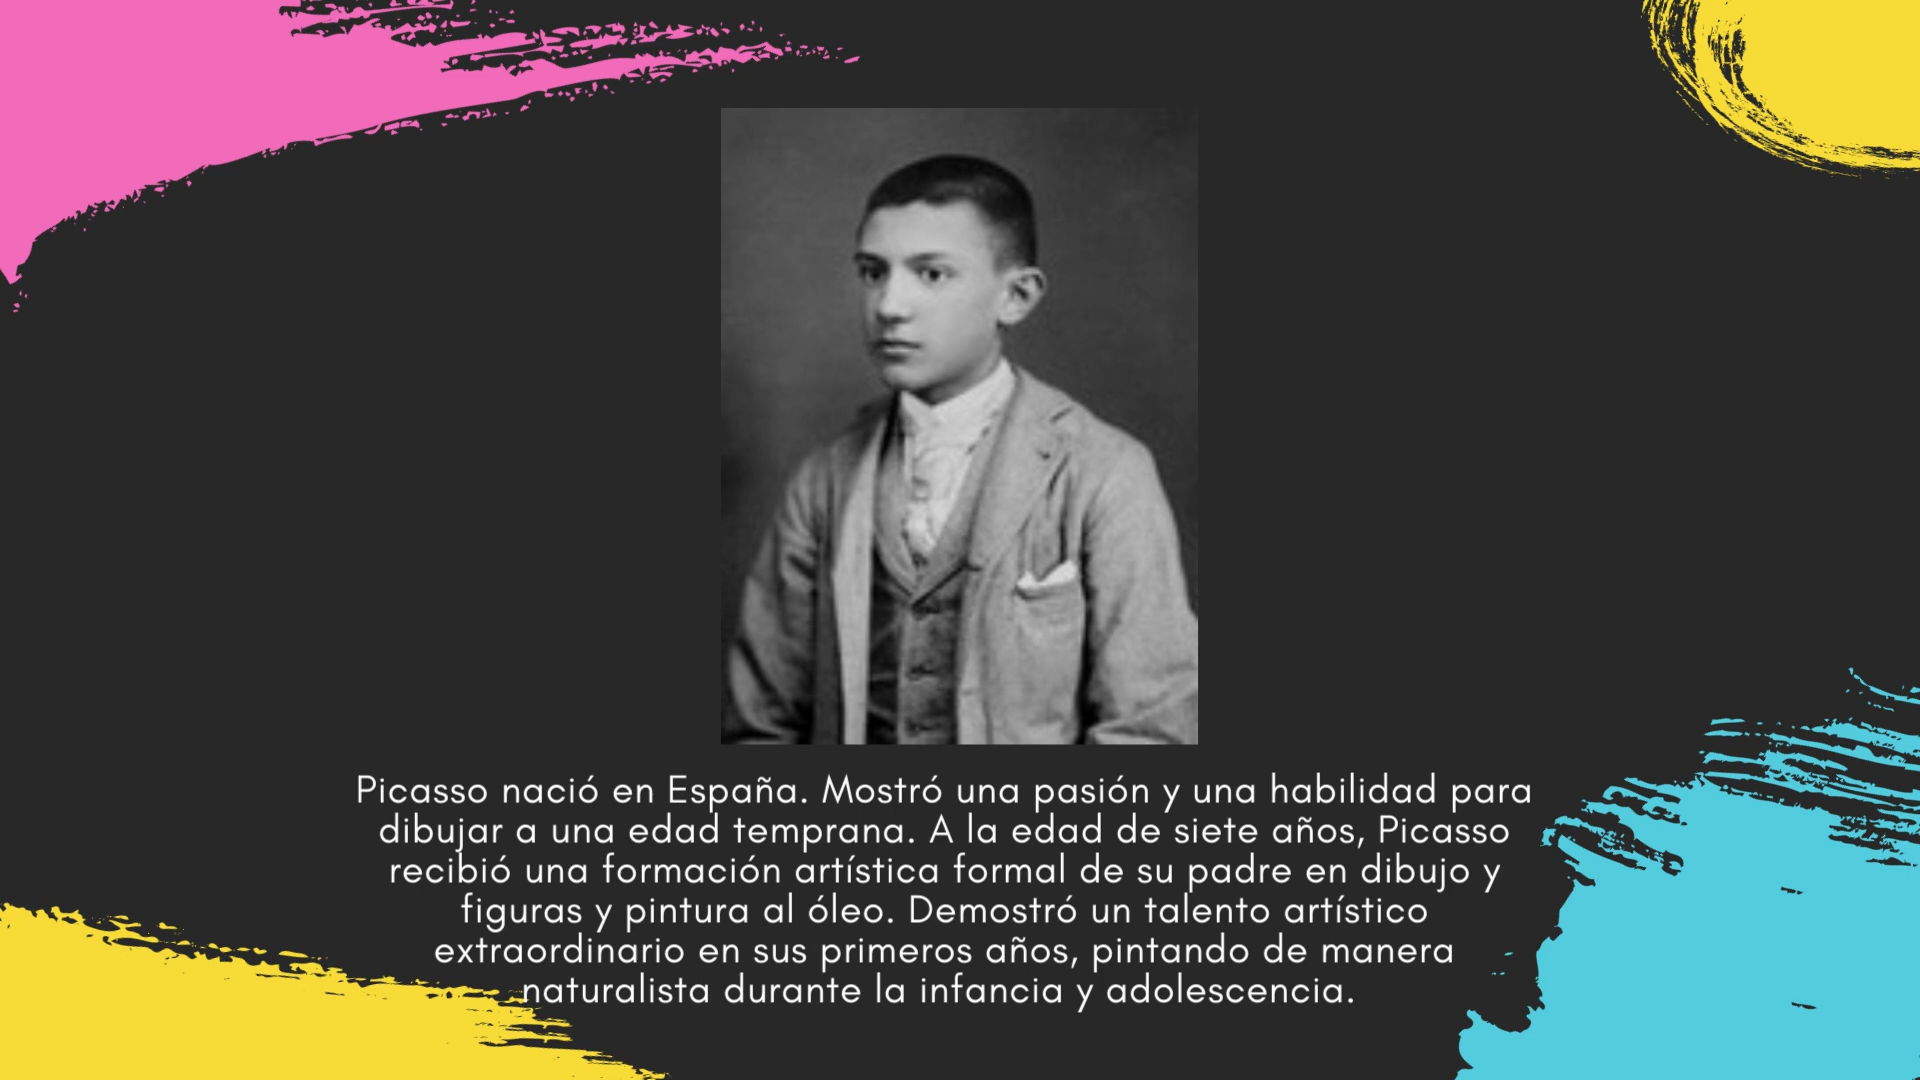 Picasso nació en España. Mostró una pasión y una habilidad para
dibujar a una edad temprana. A la edad de siete años, Picasso
recibió una formación artística formal de su padre en dibujo y
figuras y pintura al óleo. Demostró un talento artístico
extraordinario en sus primeros años, pintando de manera
naturalista durante la infancia y adolescencia.